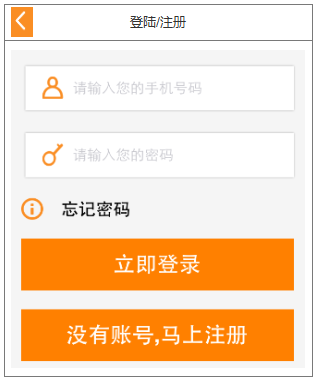 登陆/注册
请输入您的手机号码
请输入您的密码
忘记密码
立即登录
没有账号,马上注册